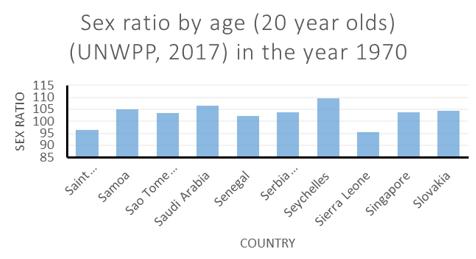 Sex ratio by age (20 year olds)
(UNWPP, 2017) in the year 1970
115
110
105
100
95
90
85
SEX RATIO
Saint ...
Samoa
Sao Tome ...
Saudi Arabia
Senegal
Serbia ...
Seychelles
Sierra Leone
Singapore
Slovakia
COUNTRY